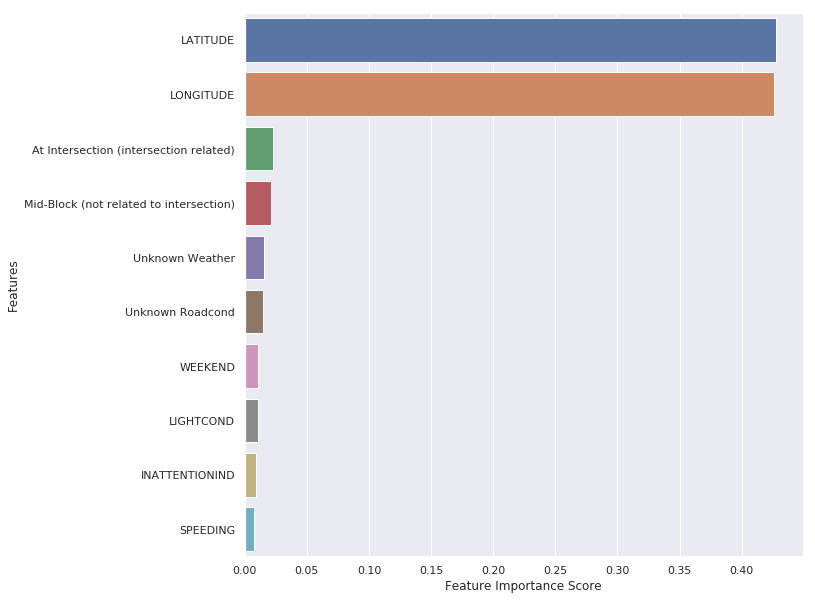 LATITUDE
LONGITUDE
At Intersection (intersection related)
Mid-Block (not related to intersection)
Unknown Weather
Unknown Roadcond
WEEKEND
LIGHTCOND
INATTENTIONIND
SPEEDING
Features
0.00 0.05 0.10 0.15 0.20 0.25 0.30 0.35 0.40
Feature Importance Score